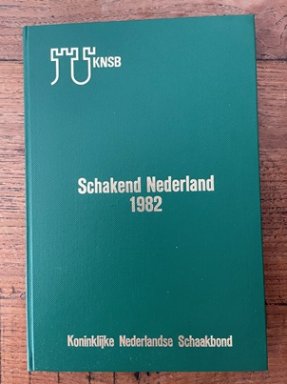 KNSB
Schakend Nederland
1982
Koninklijke Nederlandse Schaakbond